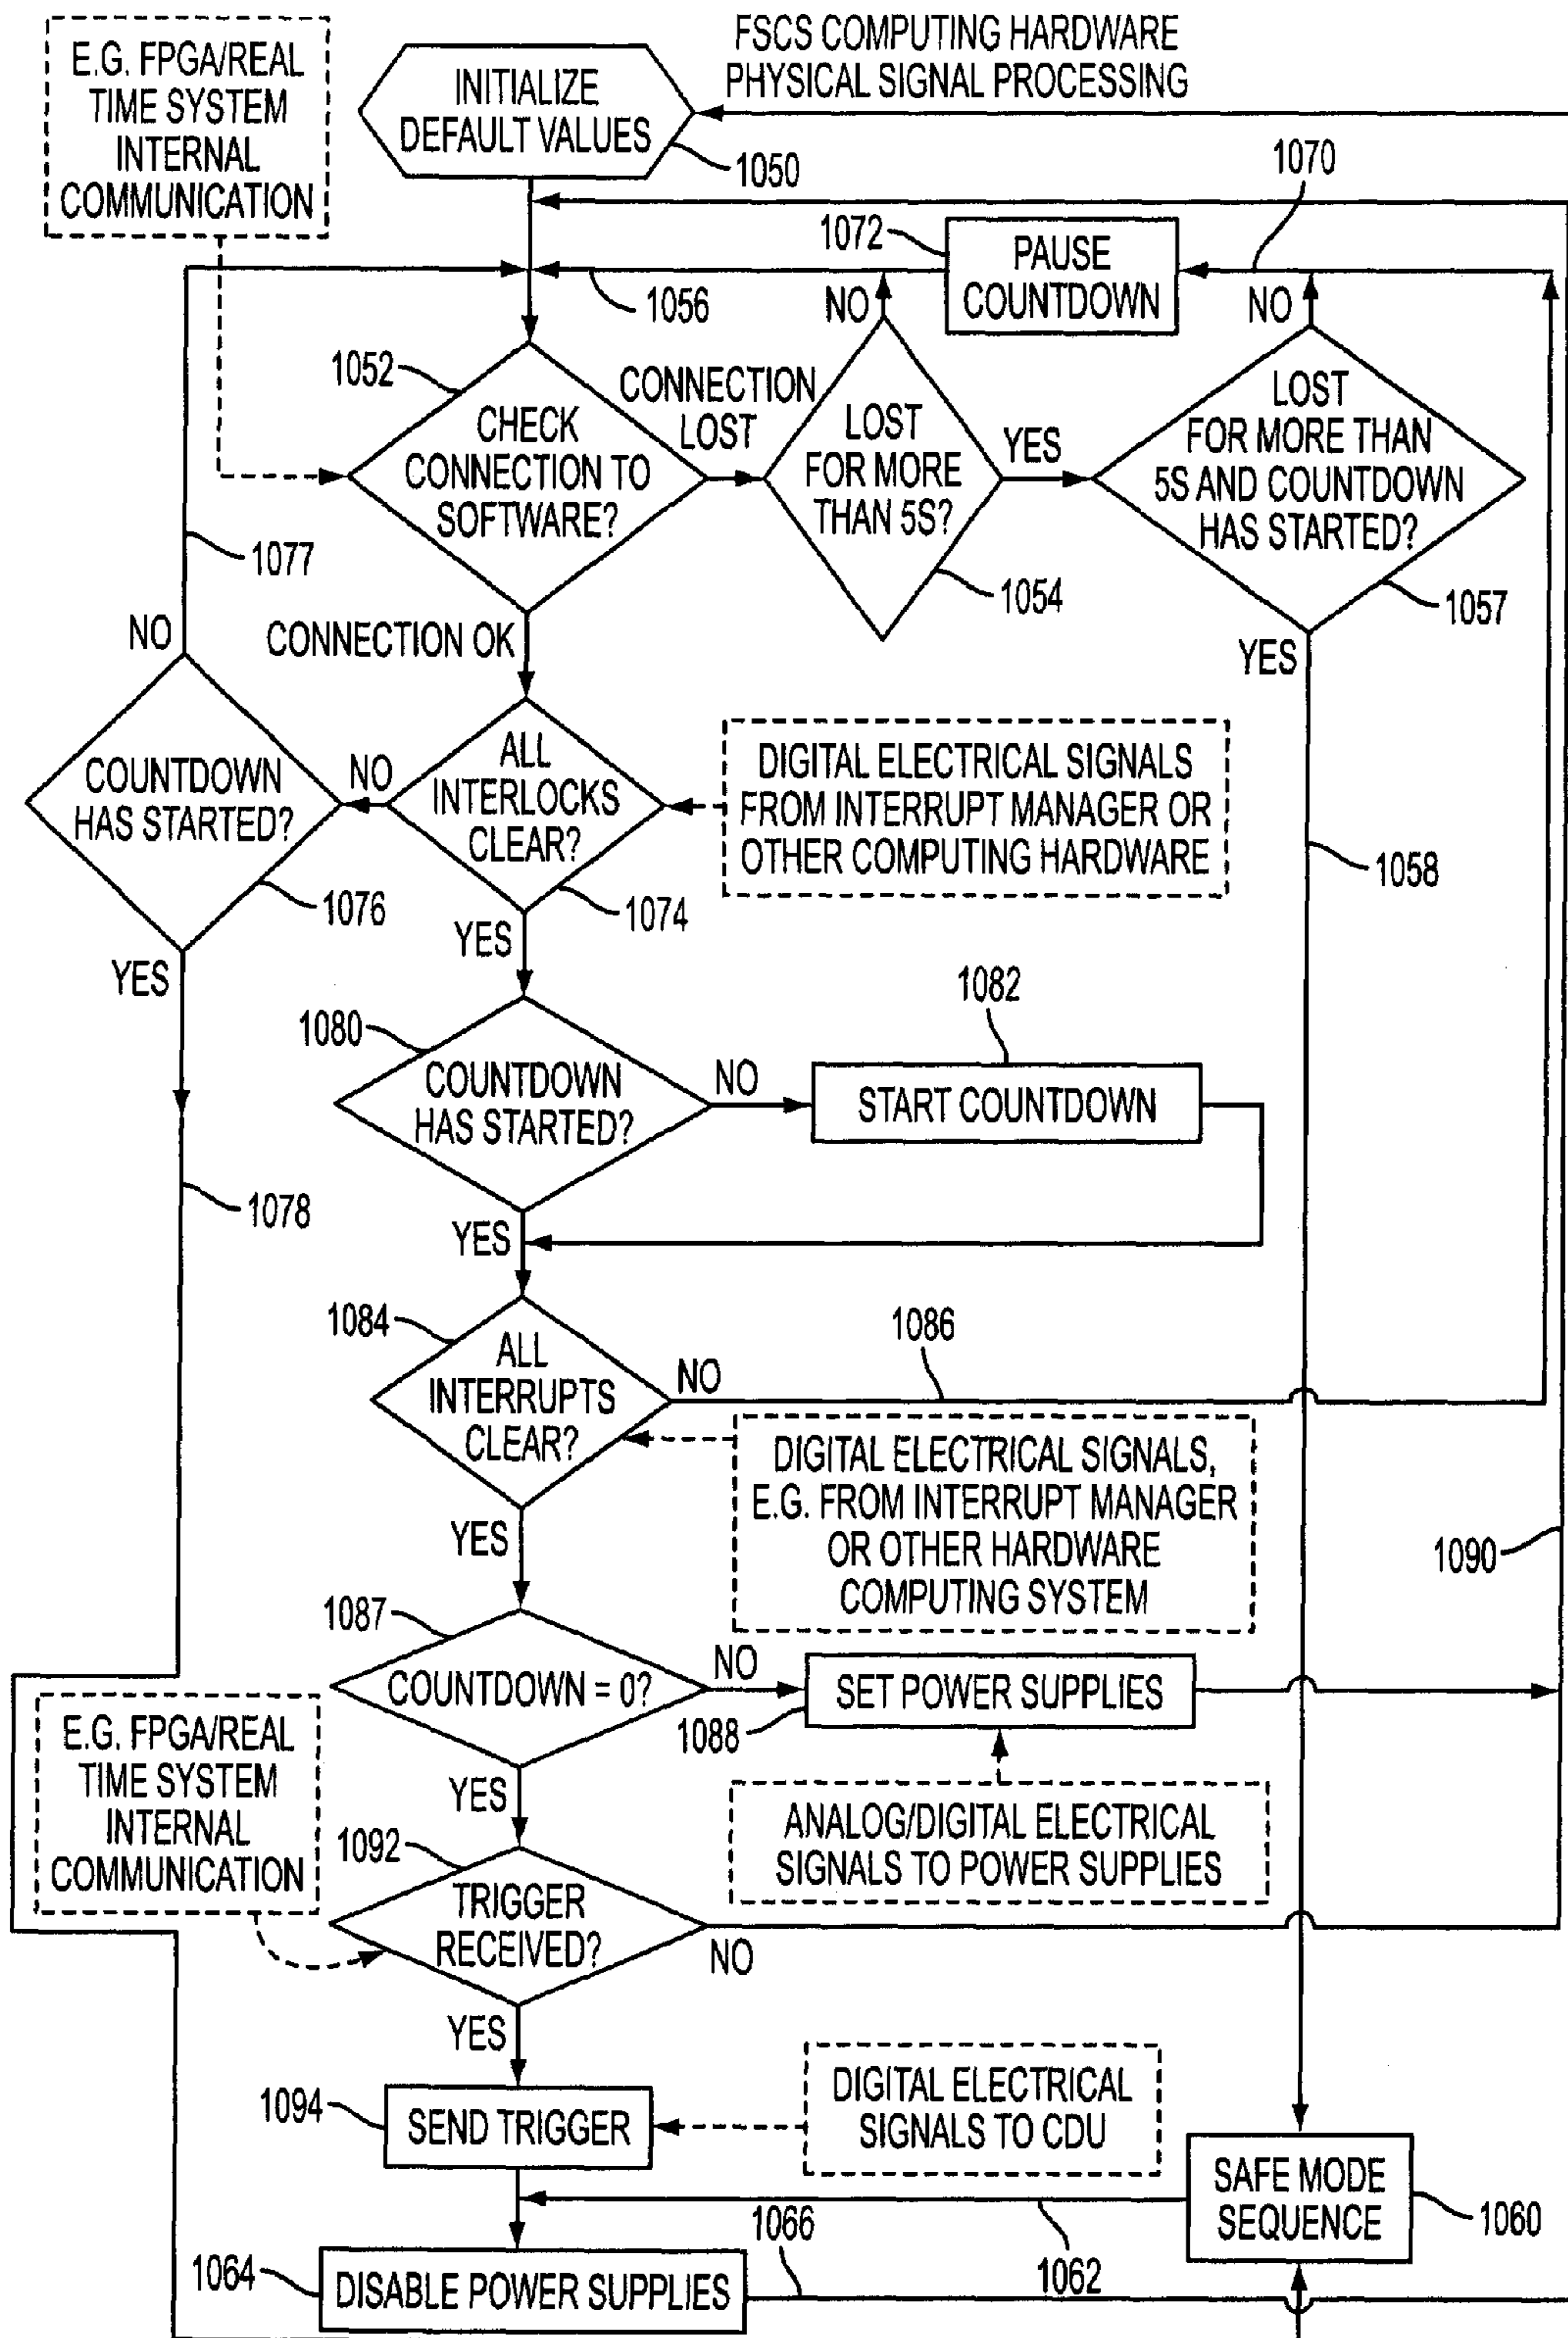 E.G. FPGA/REAL
TIME SYSTEM
INTERNAL
COMMUNICATION
INITIALIZE
DEFAULT VALUES
1050
FSCS COMPUTING HARDWARE
PHYSICAL SIGNAL PROCESSING
1070
1072
PAUSE
COUNTDOWN
1056
NO
NO
1052
CHECK
CONNECTION TO
SOFTWARE?
CONNECTION
LOST
LOST
FOR MORE
THAN 5S?
YES
1054
LOST
FOR MORE THAN
5S AND COUNTDOWN
HAS STARTED?
1057
YES
1077
NO
CONNECTION OK
COUNTDOWN
HAS STARTED?
1076
NO
ALL
INTERLOCKS
CLEAR?
1074
DIGITAL ELECTRICAL SIGNALS
FROM INTERRUPT MANAGER OR
OTHER COMPUTING HARDWARE
1058
YES
YES
1080
COUNTDOWN
HAS STARTED?
NO
1082
START COUNTDOWN
1078
YES
1084
ALL
INTERRUPTS
CLEAR?
NO
1086
DIGITAL ELECTRICAL SIGNALS,
E.G. FROM INTERRUPT MANAGER
OR OTHER HARDWARE
COMPUTING SYSTEM
1090
YES
1087
COUNTDOWN = 0?
NO
SET POWER SUPPLIES
1088
E.G. FPGA/REAL
TIME SYSTEM
INTERNAL
COMMUNICATION
YES
ANALOG/DIGITAL ELECTRICAL
SIGNALS TO POWER SUPPLIES
1092
TRIGGER
RECEIVED?
NO
YES
1094
SEND TRIGGER
DIGITAL ELECTRICAL
SIGNALS TO CDU
SAFE MODE
SEQUENCE
1060
1066
1062
1064
DISABLE POWER SUPPLIES